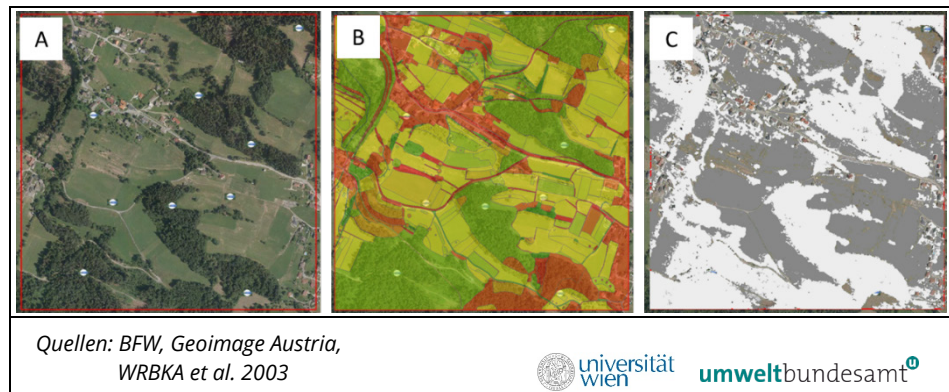 A
B
C
Quellen: BFW, Geoimage Austria,
WRBKA et al. 2003
universität
wien
umweltbundesamt u